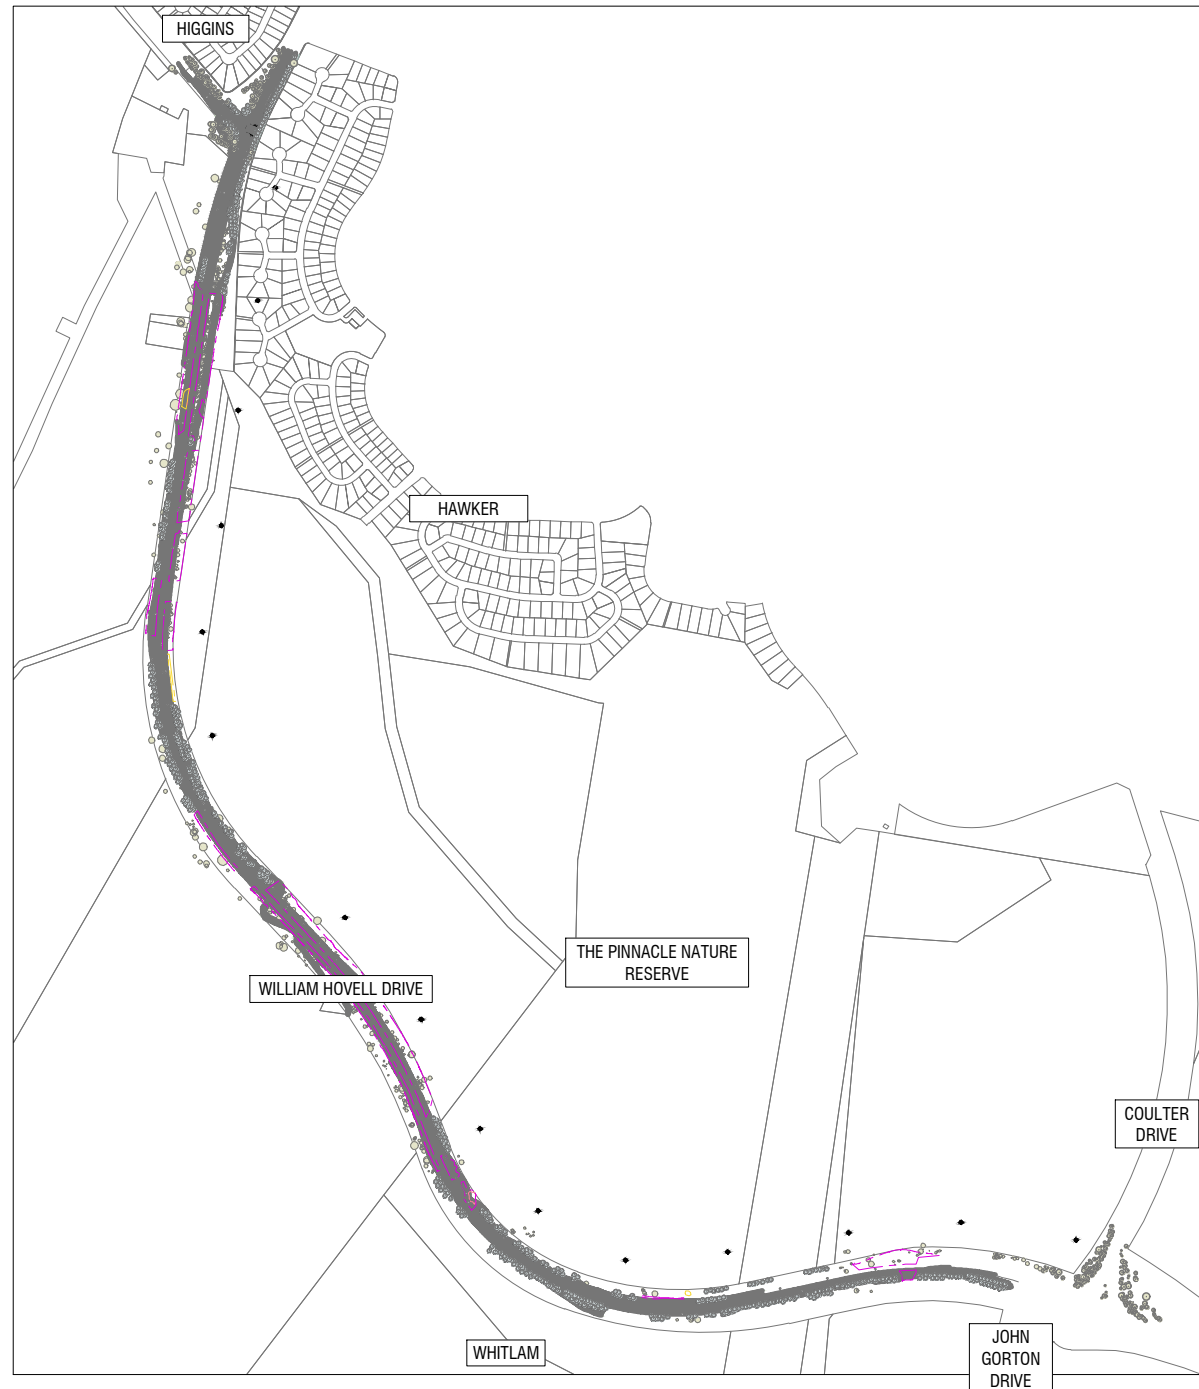 HIGGINS
HAWKER
THE PINNACLE NATURE
RESERVE
WILLIAM HOVELL DRIVE
COULTER
DRIVE
WHITLAM
JOHN
GORTON
DRIVE